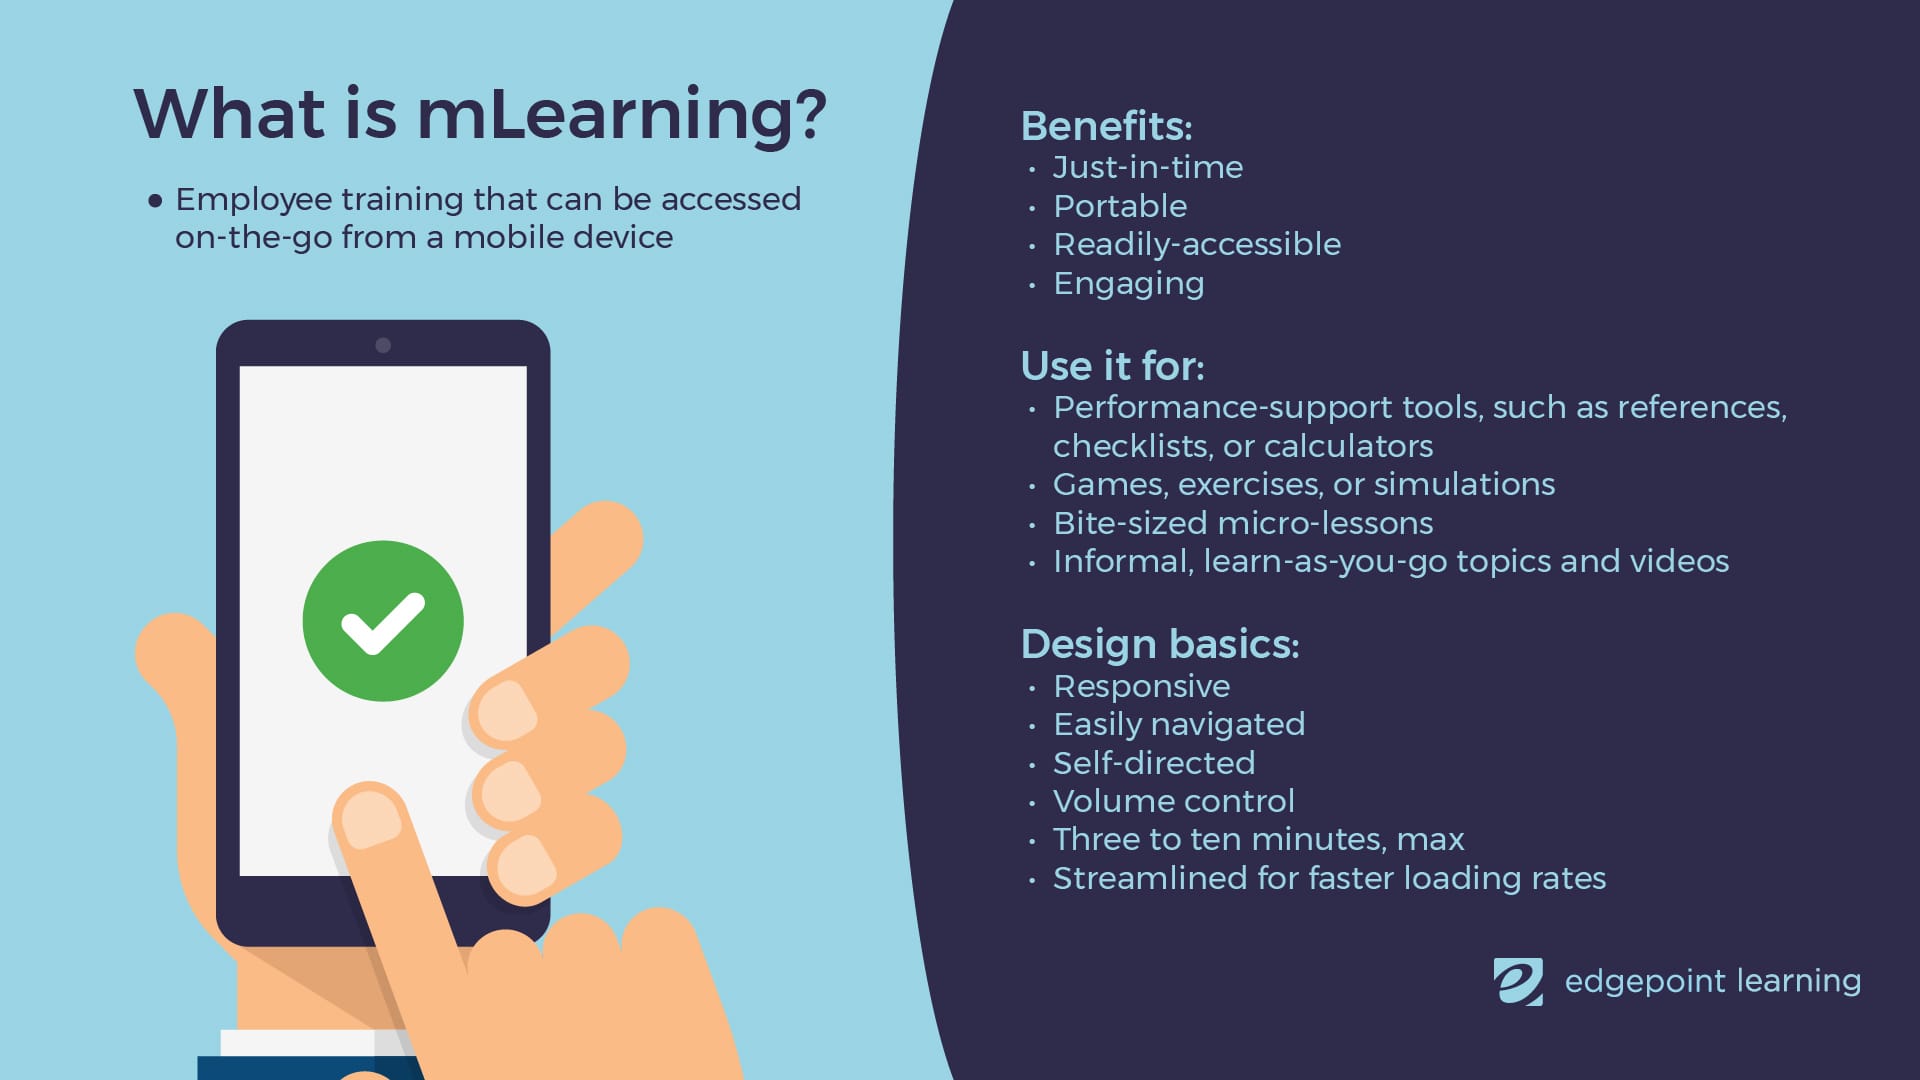 What is mLearning?
● Employee training that can be accessed
on-the-go from a mobile device
Benefits:
• Just-in-time
• Portable
• Readily-accessible
• Engaging
Use it for:
• Performance-support tools, such as references,
checklists, or calculators
• Games, exercises, or simulations
• Bite-sized micro-lessons
• Informal, learn-as-you-go topics and videos
Design basics:
• Responsive
• Easily navigated
• Self-directed
• Volume control
• Three to ten minutes, max
• Streamlined for faster loading rates
edgepoint learning